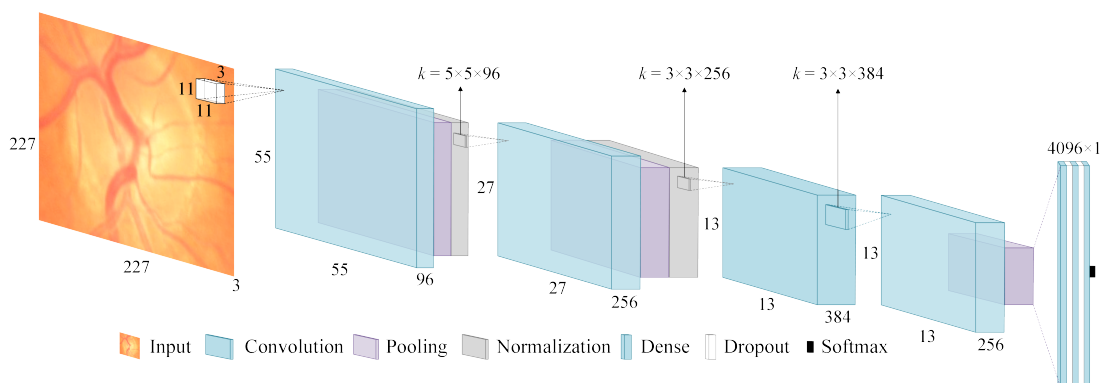 k = 5×5×96
k = 3×3×256
k = 3×3×384
3
11
11
227
227
3
55
55
96
27
27
256
13
13
384
13
13
256
4096×1
Input
Convolution
Pooling
Normalization
Dense
Dropout
Softmax